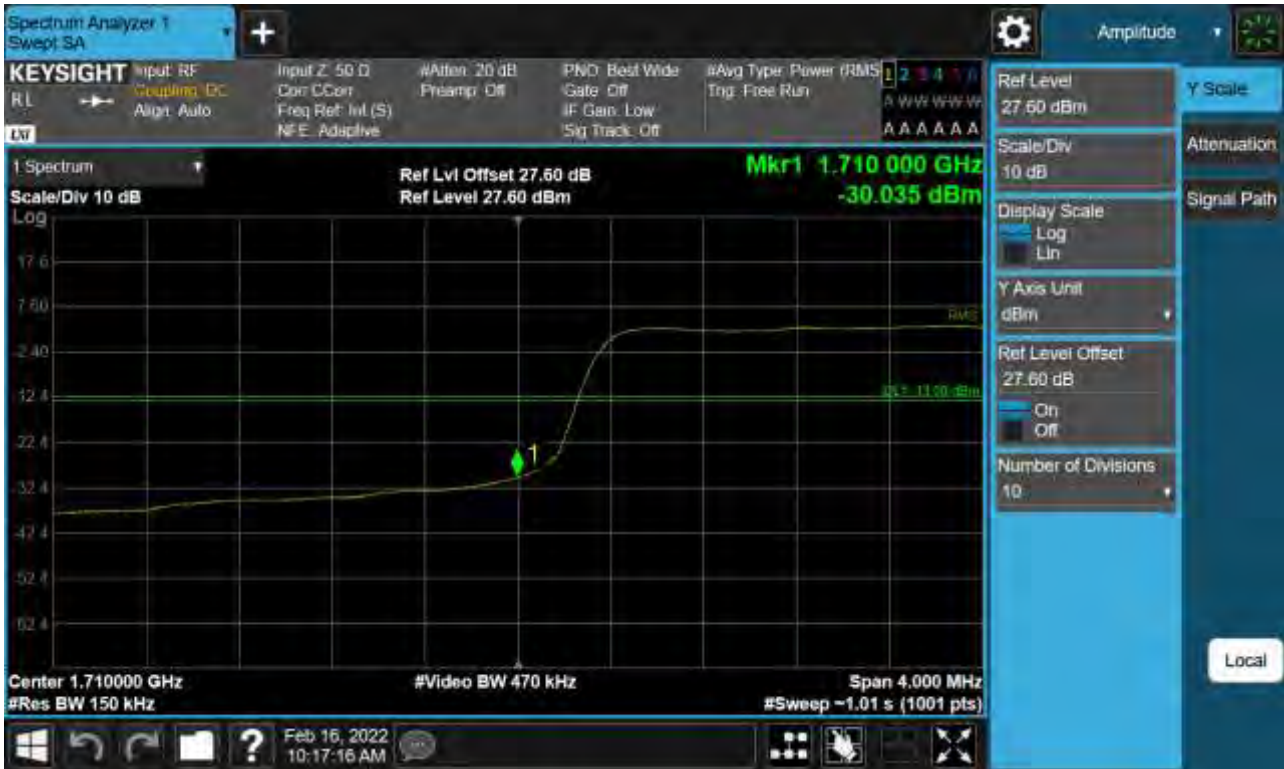 Spectrum Analyzer 1
Swept SA
Amplitude
KEYSIGHT
RL
LXI
Input: RF
Coupling: DC
Align: Auto
Input Z: 50 Ω
Corr CCorr
Freq Ref: Int (S)
NFE: Adaptive
#Atten: 20 dB
Preamp: Off
PNO: Best Wide
Gate: Off
IF Gain: Low
Sig Track: Off
#Avg Type: Power (RMS
Trig: Free Run
1 2 3 4 5 6
A W W W W W
A A A A A A
1 Spectrum
Scale/Div 10 dB
Log
Ref Lvl Offset 27.60 dB
Ref Level 27.60 dBm
Mkr1 1.710 000 GHz
-30.035 dBm
17.6
7.60
RMS
-2.40
-12.4
DL1 -13.00 dBm
-22.4
1
-32.4
-42.4
-52.4
-62.4
Center 1.710000 GHz
#Video BW 470 kHz
Span 4.000 MHz
#Res BW 150 kHz
#Sweep ~1.01 s (1001 pts)
Feb 16, 2022
10:17:16 AM
Ref Level
27.60 dBm
Scale/Div
10 dB
Display Scale
Log
Lin
Y Axis Unit
dBm
Ref Level Offset
27.60 dB
On
Off
Number of Divisions
10
Y Scale
Attenuation
Signal Path
Local